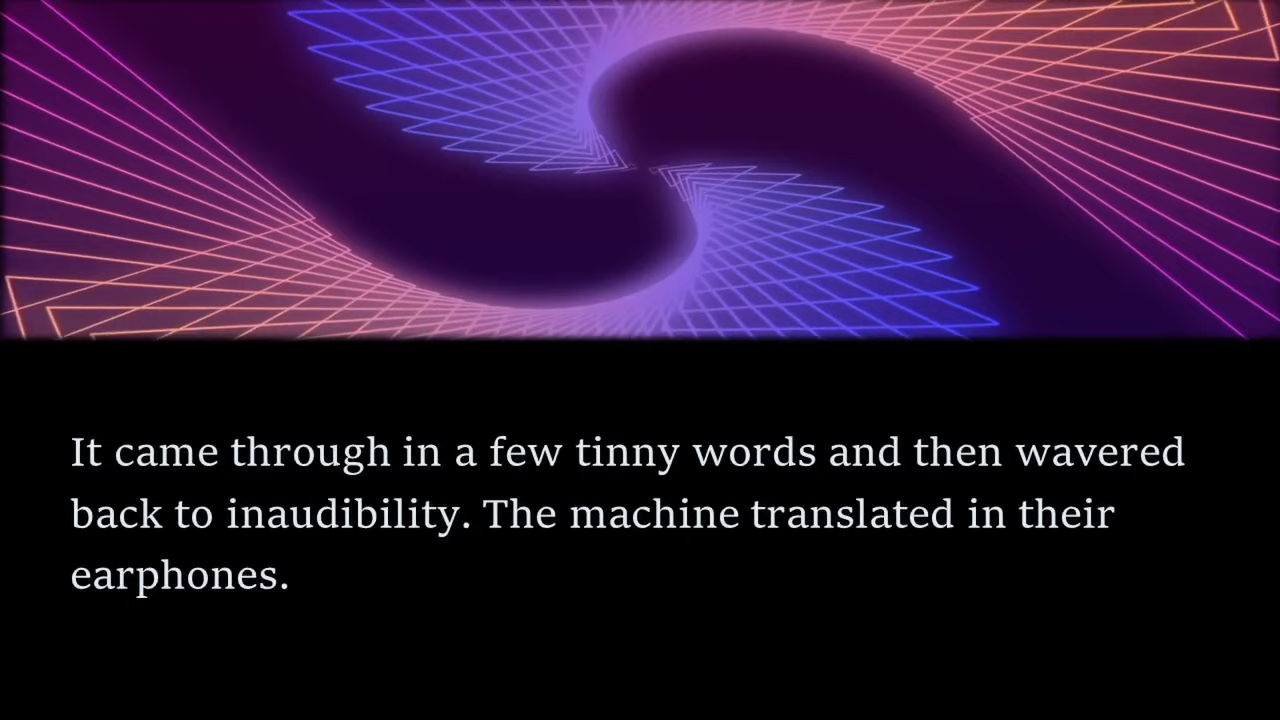 It came through in a few tinny words and then wavered
back to inaudibility. The machine translated in their
earphones.